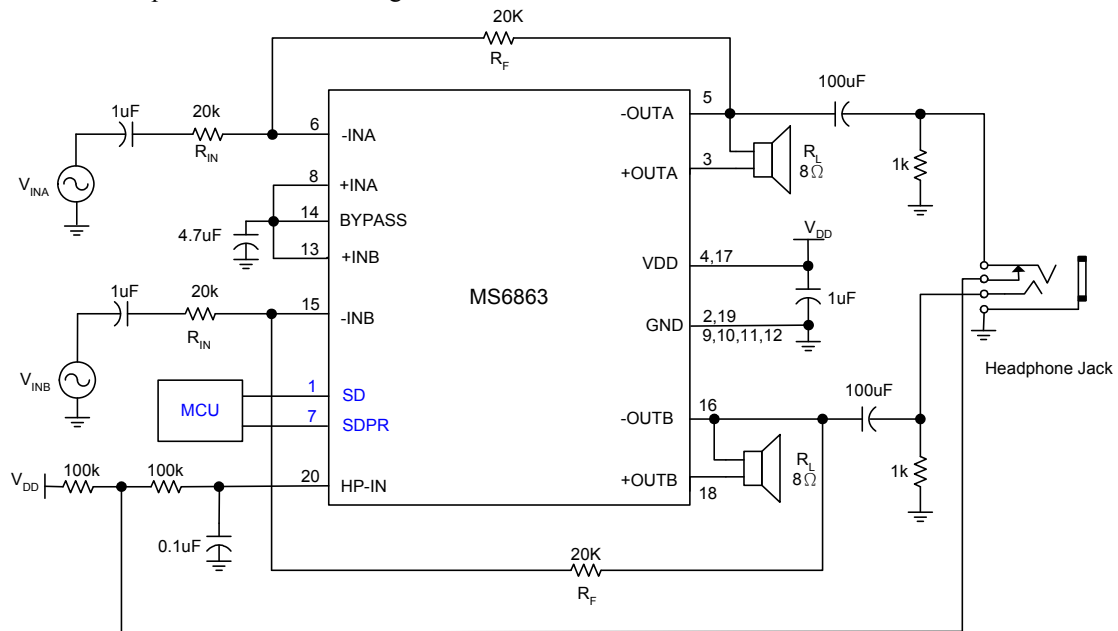 20K
R_F
100uF
5
-OUTA
1uF
20k
6
-INA
R_IN
R_L
8Ω
3
+OUTA
1k
V_INA
8
+INA
14
BYPASS
4.7uF
13
+INB
V_DD
VDD
4,17
MS6863
1uF
1uF
20k
15
-INB
R_IN
GND
2,19
9,10,11,12
Headphone Jack
V_INB
MCU
1
SD
7
SDPR
100uF
-OUTB
16
R_L
8Ω
+OUTB
18
1k
V_DD
100k
100k
20
HP-IN
0.1uF
20K
R_F